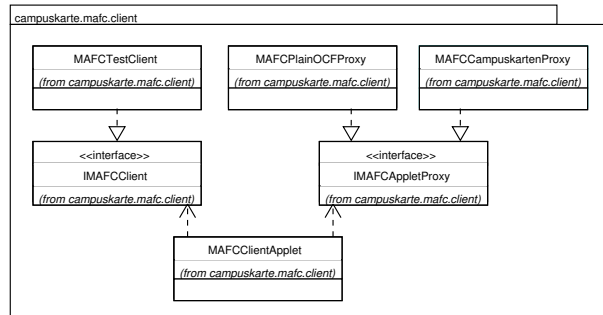 campuskarte.mafc.client
MAFCTestClient
(from campuskarte.mafc.client)
MAFCPlainOCFProxy
(from campuskarte.mafc.client)
MAFCCampuskartenProxy
(from campuskarte.mafc.client)
<<interface>>
IMAFCClient
(from campuskarte.mafc.client)
<<interface>>
IMAFCAppletProxy
(from campuskarte.mafc.client)
MAFCClientApplet
(from campuskarte.mafc.client)